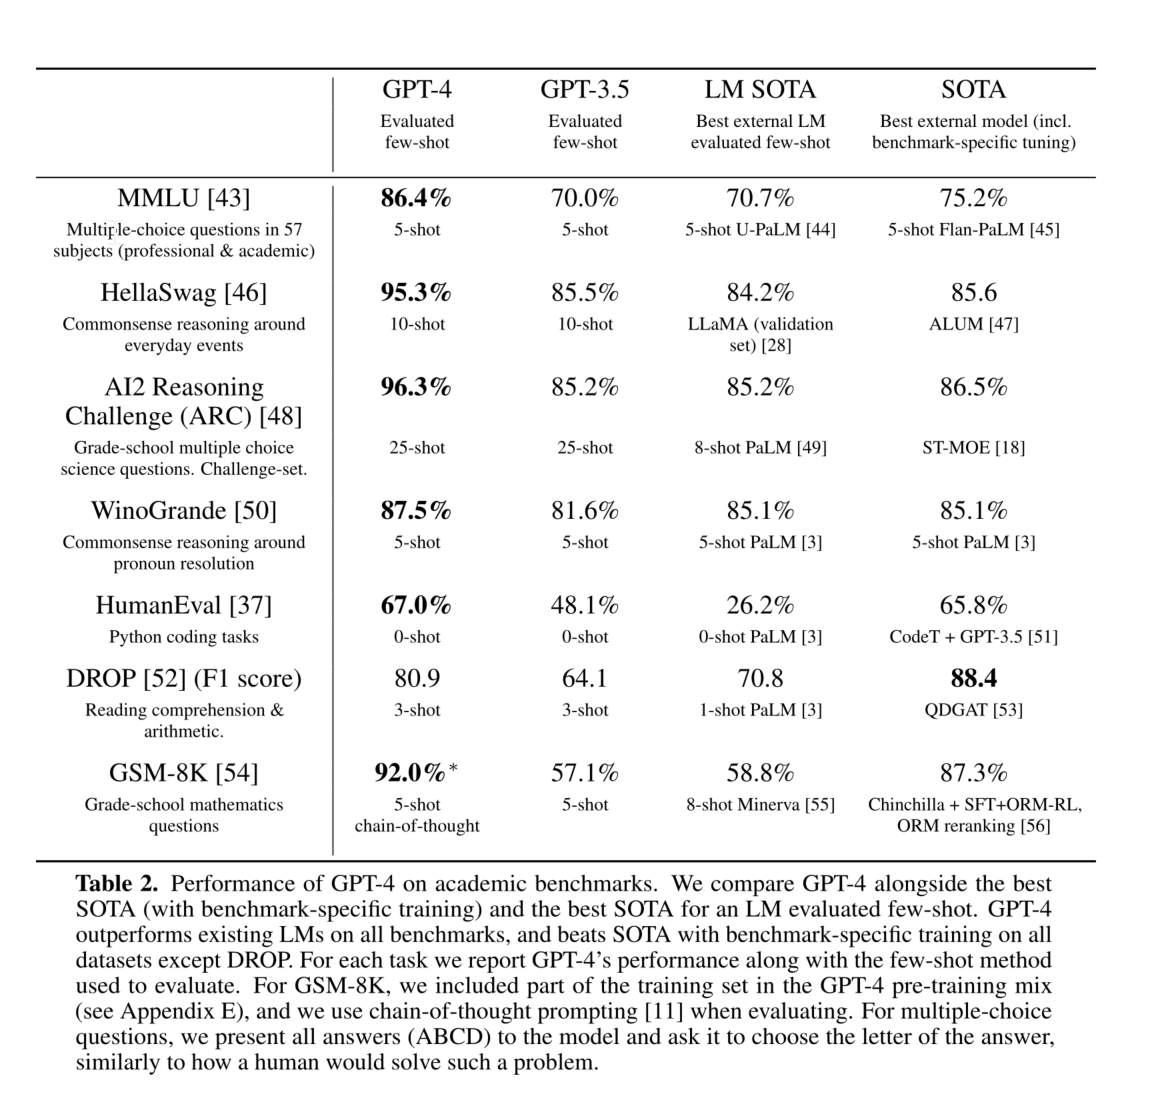 GPT-4 GPT-3.5 LM SOTA SOTA
Evaluated Evaluated Best external LM Best external model (incl.
few-shot few-shot evaluated few-shot benchmark-specific tuning)
MMLU [43] 86.4% 70.0% 70.7% 75.2%
Multiple-choice questions in 57 5-shot 5-shot 5-shot U-PaLM [44] 5-shot Flan-PaLM [45]
subjects (professional & academic)
HellaSwag [46] 95.3% 85.5% 84.2% 85.6
Commonsense reasoning around 10-shot 10-shot LLaMA (validation ALUM [47]
everyday events set) [28]
AI2 Reasoning 96.3% 85.2% 85.2% 86.5%
Challenge (ARC) [48]
Grade-school multiple choice 25-shot 25-shot 8-shot PaLM [49] ST-MOE [18]
science questions. Challenge-set.
WinoGrande [50] 87.5% 81.6% 85.1% 85.1%
Commonsense reasoning around 5-shot 5-shot 5-shot PaLM [3] 5-shot PaLM [3]
pronoun resolution
HumanEval [37] 67.0% 48.1% 26.2% 65.8%
Python coding tasks 0-shot 0-shot 0-shot PaLM [3] CodeT + GPT-3.5 [51]
DROP [52] (F1 score) 80.9 64.1 70.8 88.4
Reading comprehension & 3-shot 3-shot 1-shot PaLM [3] QDGAT [53]
arithmetic.
GSM-8K [54] 92.0%* 57.1% 58.8% 87.3%
Grade-school mathematics 5-shot 5-shot 8-shot Minerva [55] Chinchilla + SFT+ORM-RL,
questions chain-of-thought ORM reranking [56]
Table 2. Performance of GPT-4 on academic benchmarks. We compare GPT-4 alongside the best
SOTA (with benchmark-specific training) and the best SOTA for an LM evaluated few-shot. GPT-4
outperforms existing LMs on all benchmarks, and beats SOTA with benchmark-specific training on all
datasets except DROP. For each task we report GPT-4's performance along with the few-shot method
used to evaluate. For GSM-8K, we included part of the training set in the GPT-4 pre-training mix
(see Appendix E), and we use chain-of-thought prompting [11] when evaluating. For multiple-choice
questions, we present all answers (ABCD) to the model and ask it to choose the letter of the answer,
similarly to how a human would solve such a problem.